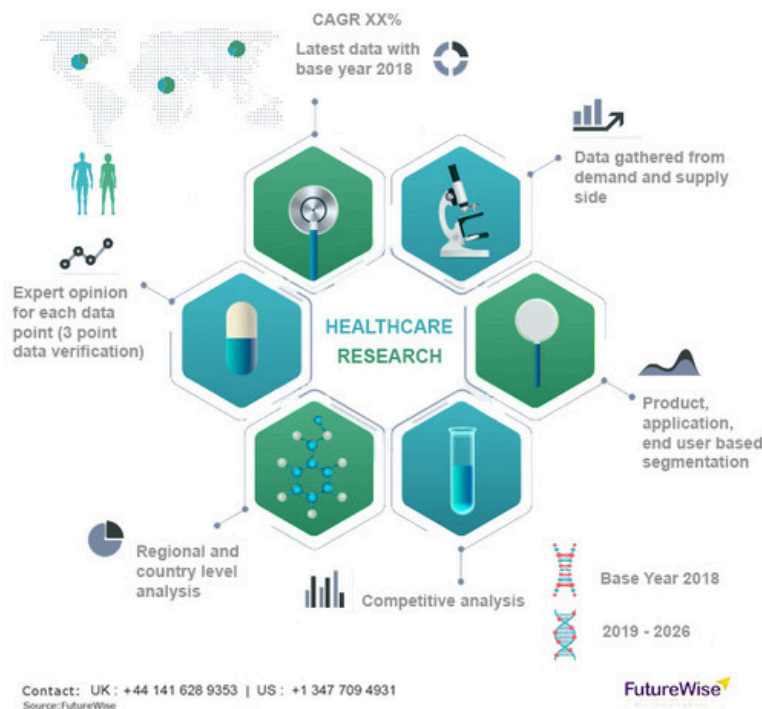 CAGR XX%
Latest data with
base year 2018
Data gathered from
demand and supply
side
Expert opinion
for each data
point (3 point
data verification)
HEALTHCARE
RESEARCH
Product,
application,
end user based
segmentation
Regional and
country level
analysis
Competitive analysis
Base Year 2018
2019 - 2026
Contact: UK : +44 141 628 9353 | US : +1 347 709 4931
Source:FutureWise
FutureWise